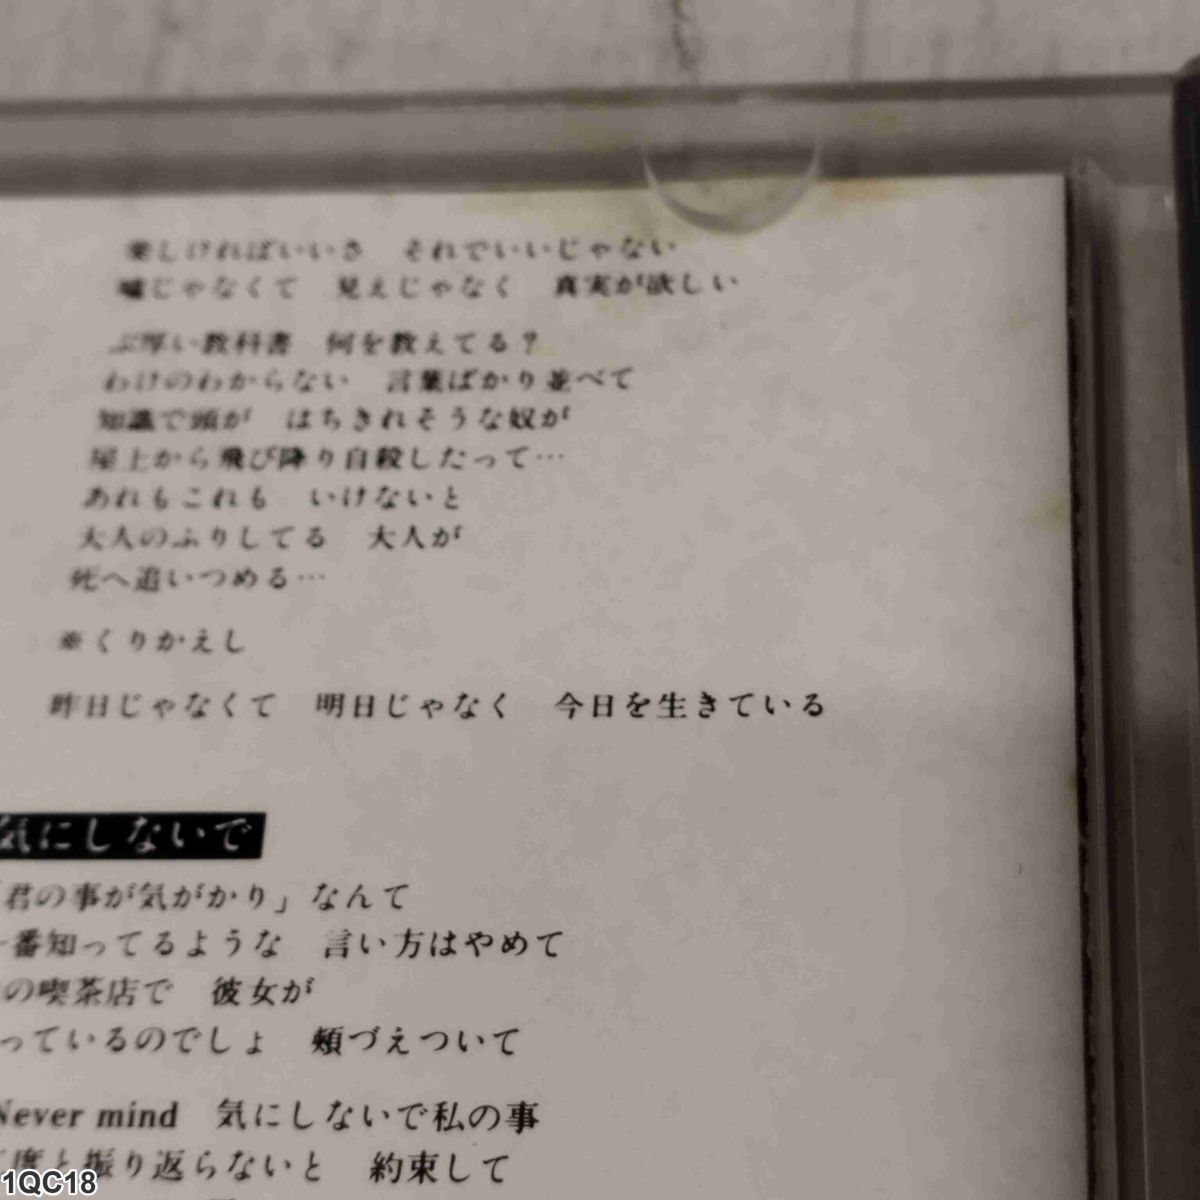 楽しければいいさ　それでいいじゃない
嘘じゃなくて　見えじゃなく　真実が欲しい
ぶ厚い教科書　何を教えてる？
わけのわからない　言葉ばかり並べて
知識で頭が　はちきれそうな奴が
屋上から飛び降り自殺したって…
あれもこれも　いけないと
大人のふりしてる　大人が
死へ追いつめる…
※くりかえし
昨日じゃなくて　明日じゃなく　今日を生きている
気にしないで
「君の事が気がかり」なんて
一番知ってるような　言い方はやめて
の喫茶店で　彼女が
っているのでしょ　頬づえついて
Never mind　気にしないで私の事
度と振り返らないと　約束して
1QC18